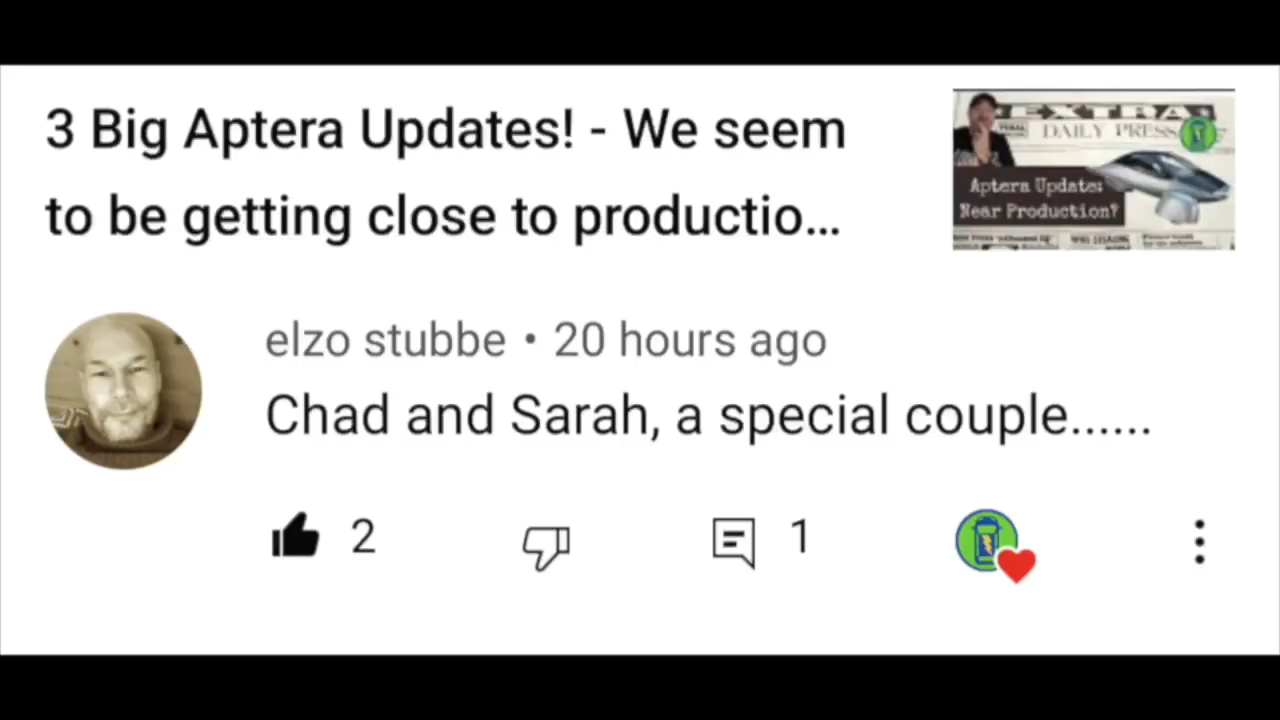 3 Big Aptera Updates! - We seem
to be getting close to productio...
EXTRA
DAILY PRESS
Aptera Update:
Near Production?
elzo stubbe • 20 hours ago
Chad and Sarah, a special couple......
2
1